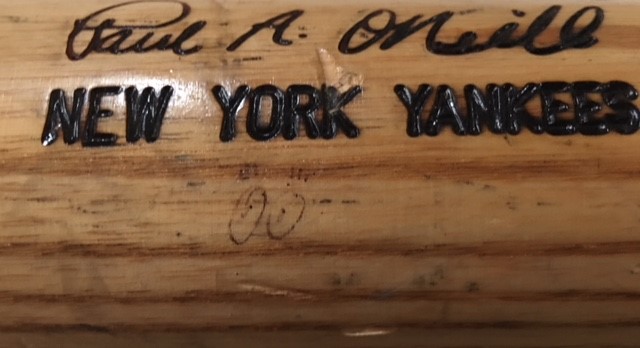 Paul A. O'Neill
NEW YORK YANKEES